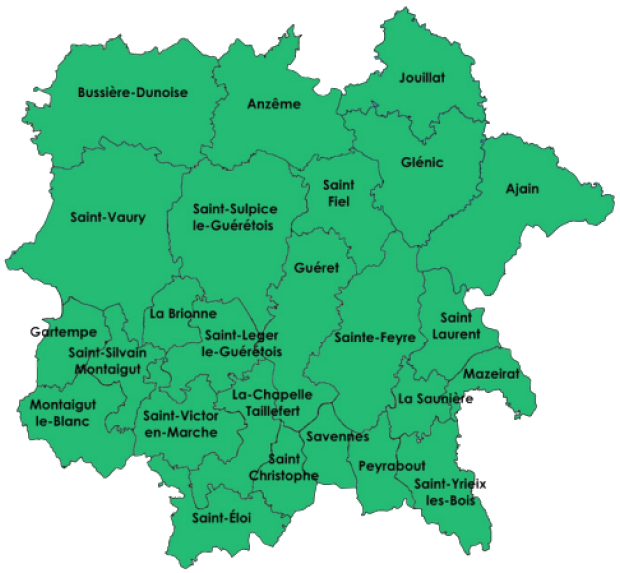 Jouillat
Bussière-Dunoise
Anzême
Glénic
Ajain
Saint
Fiel
Saint-Vaury
Saint-Sulpice
le-Guérétois
Guéret
La Brionne
Saint
Laurent
Gartempe
Saint-Leger
le-Guérétois
Sainte-Feyre
Saint-Silvain
Montaigut
Mazeirat
La-Chapelle
Taillefert
La Saunière
Montaigut
le-Blanc
Saint-Victor
en-Marche
Savennes
Saint
Christophe
Peyrabout
Saint-Yrieix
les-Bois
Saint-Éloi